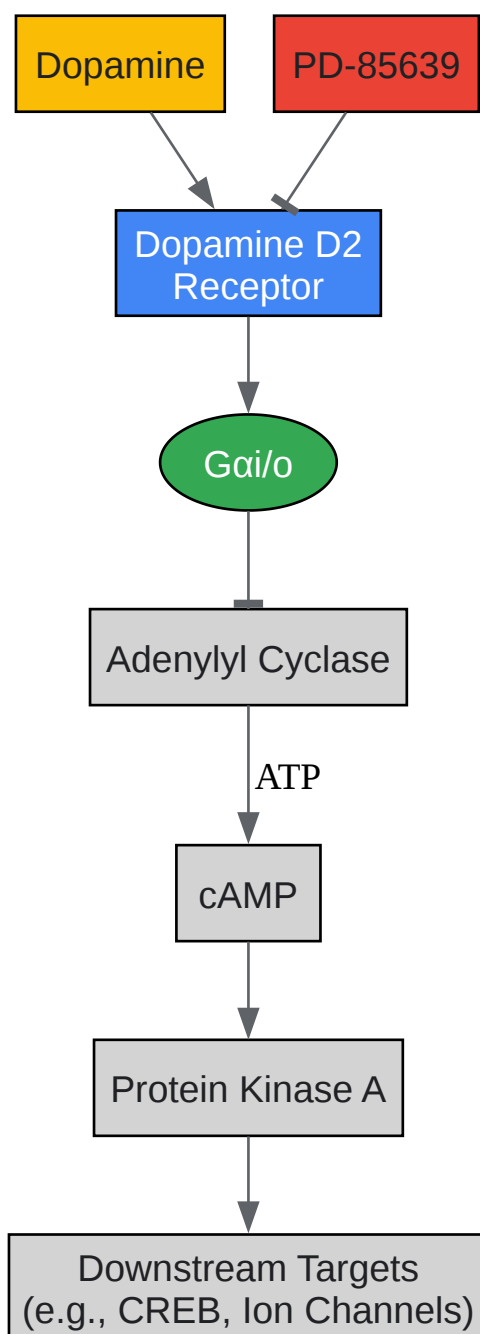 Dopamine
PD-85639
Dopamine D2
Receptor
Gαi/o
Adenylyl Cyclase
ATP
cAMP
Protein Kinase A
Downstream Targets
(e.g., CREB, Ion Channels)